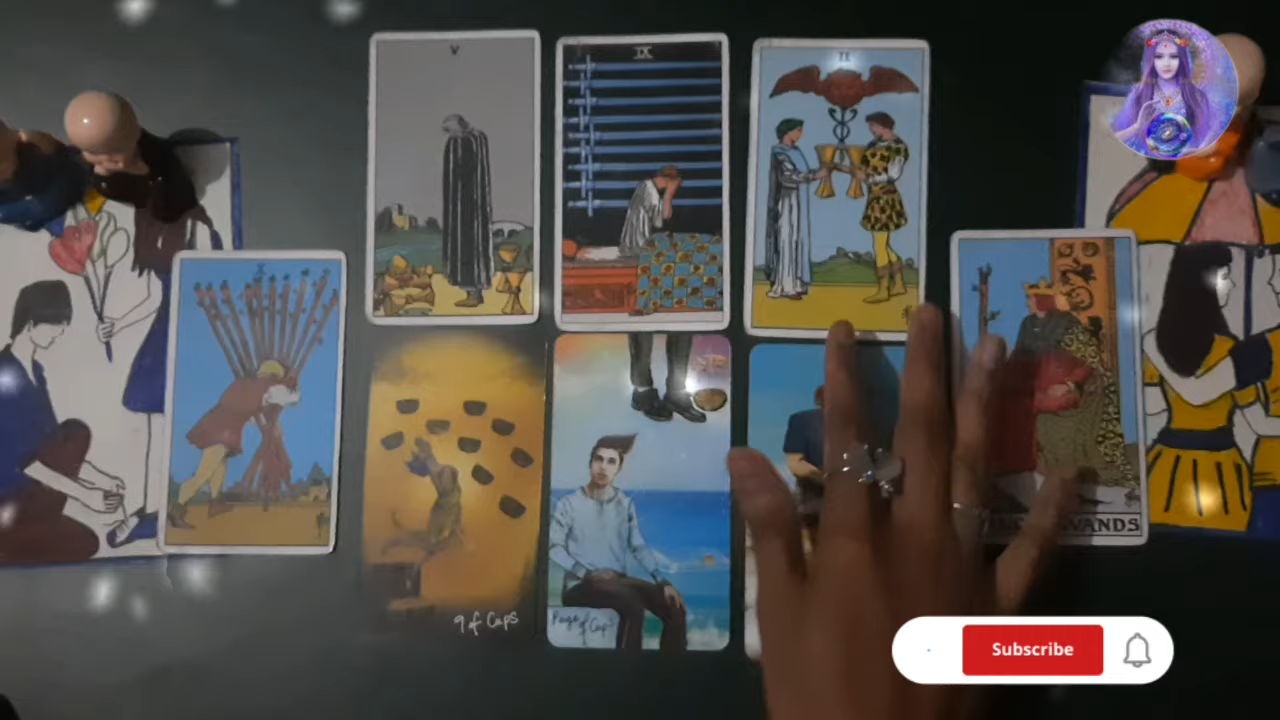 V
IX
II
X
WANDS
9 of Cups
Page of Cups
Subscribe